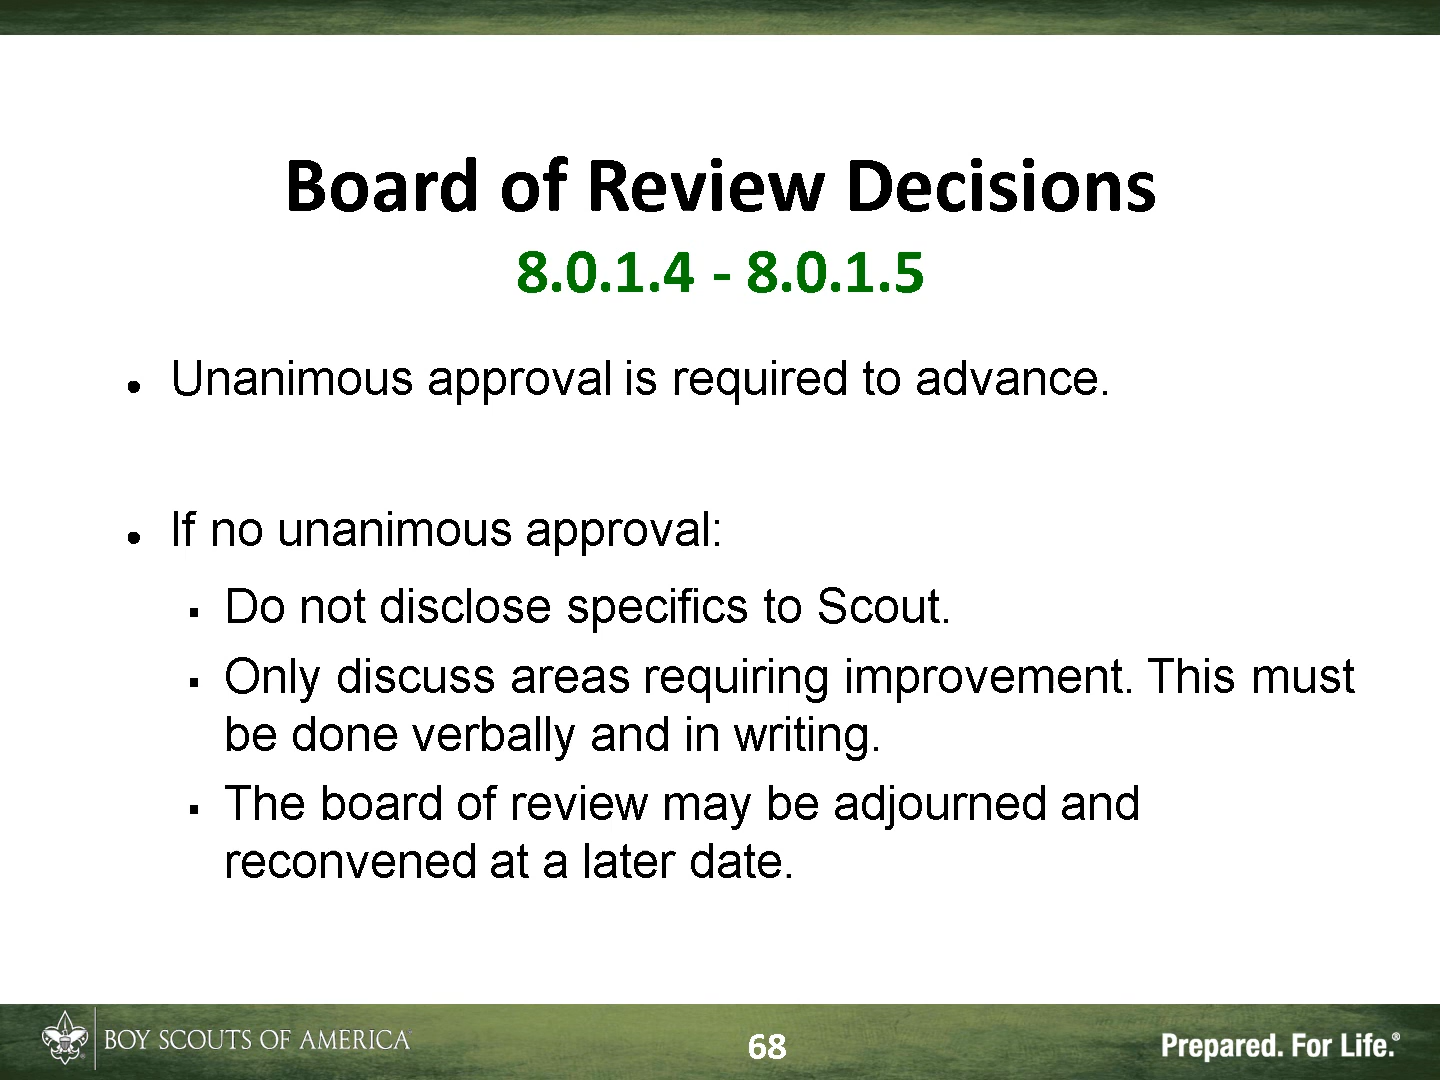 Board of Review Decisions
8.0.1.4 - 8.0.1.5
● Unanimous approval is required to advance.
● If no unanimous approval:
▪ Do not disclose specifics to Scout.
▪ Only discuss areas requiring improvement. This must
be done verbally and in writing.
▪ The board of review may be adjourned and
reconvened at a later date.
BOY SCOUTS OF AMERICA
68
Prepared. For Life.®